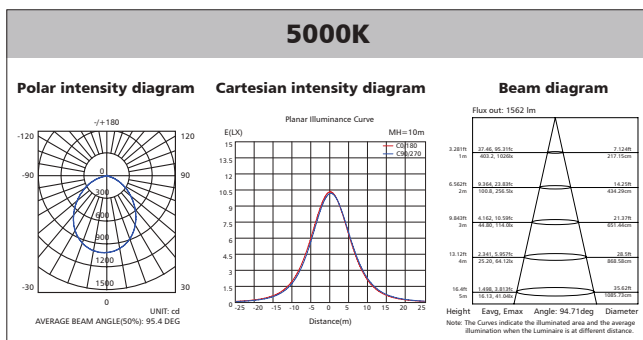 5000K
Polar intensity diagram
Cartesian intensity diagram
Beam diagram
-/+180
-120
120
-90
90
-30
30
0
0
300
600
900
1200
1500
UNIT: cd
AVERAGE BEAM ANGLE(50%): 95.4 DEG
Planar Illuminance Curve
E(LX)
MH=10m
C0/180
C90/270
15
13.5
12
10.5
9
7.5
6
4.5
3
1.5
0
-25 -20 -15 -10 -5 0 5 10 15 20 25
Distance(m)
Flux out: 1562 lm
3.281ft 37.46, 95.31fc 7.124ft
1m 403.2, 1026lx 217.15cm
6.562ft 9.364, 23.83fc 14.25ft
2m 100.8, 256.5lx 434.29cm
9.843ft 4.162, 10.59fc 21.37ft
3m 44.80, 114.0lx 651.44cm
13.12ft 2.341, 5.957fc 28.5ft
4m 25.20, 64.12lx 868.58cm
16.4ft 1.498, 3.813fc 35.62ft
5m 16.13, 41.04lx 1085.73cm
Height Eavg, Emax Angle: 94.71deg Diameter
Note: The Curves indicate the illuminated area and the average
illumination when the Luminaire is at different distance.